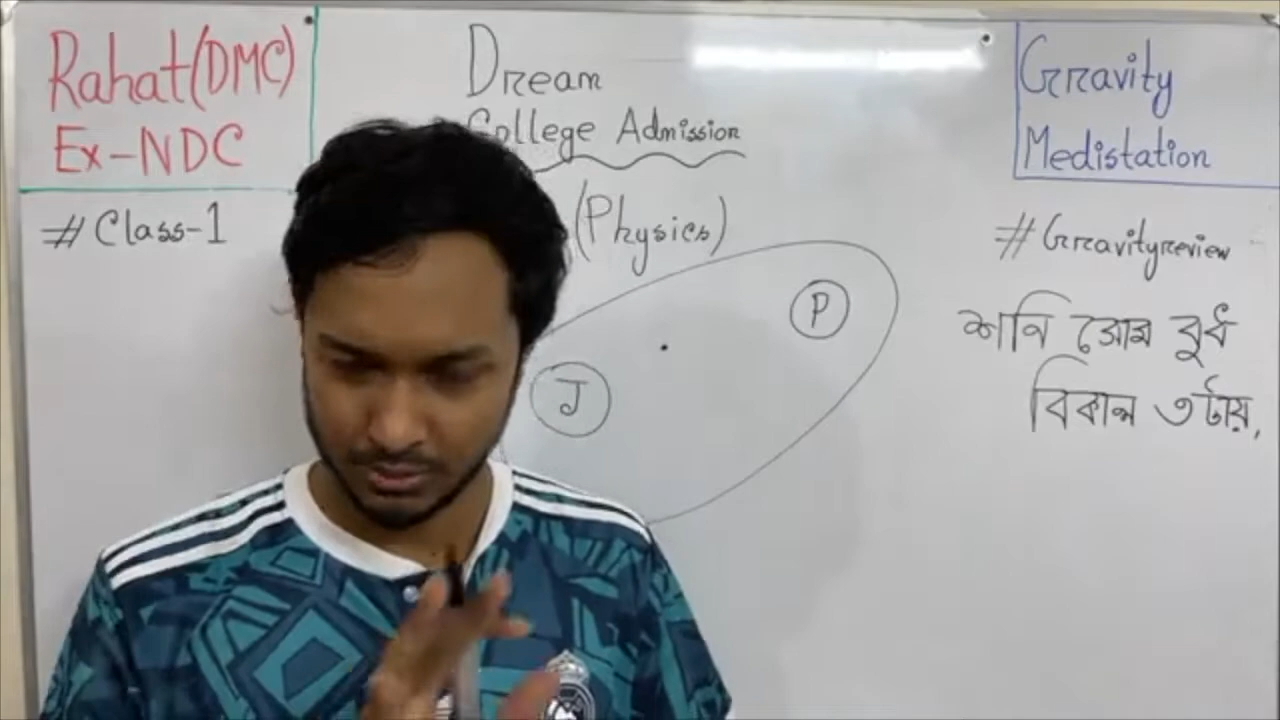 Rahat(DMC)
Ex-NDC
#Class-1
Dream
College Admission
(Physics)
J
P
Gravity
Medistation
#Gravityreview
শনি সোম বুধ
বিকাল ৩টায়,